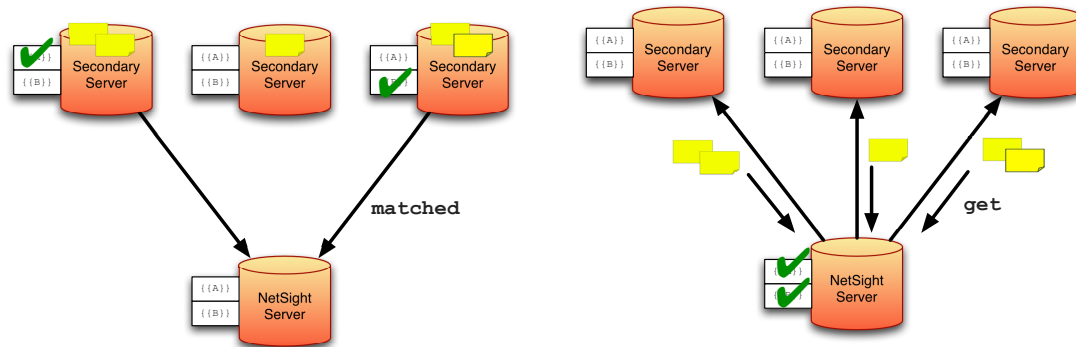 Secondary
Server
{{B}}
{{A}}
{{B}}
Secondary
Server
{{A}}
Secondary
Server
matched
{{A}}
{{B}}
NetSight
Server
{{A}}
{{B}}
Secondary
Server
{{A}}
{{B}}
Secondary
Server
{{A}}
{{B}}
Secondary
Server
get
NetSight
Server